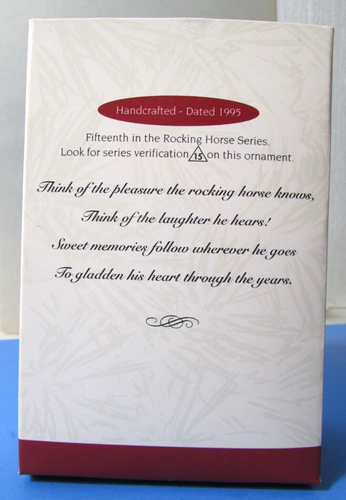 Handcrafted - Dated 1995
Fifteenth in the Rocking Horse Series.
Look for series verification 15 on this ornament.
Think of the pleasure the rocking horse knows,
Think of the laughter he hears!
Sweet memories follow wherever he goes
To gladden his heart through the years.